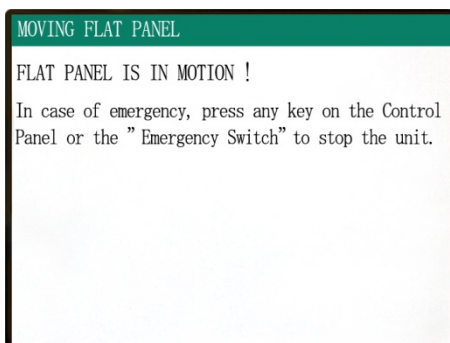 MOVING FLAT PANEL
FLAT PANEL IS IN MOTION !
In case of emergency, press any key on the Control
Panel or the ” Emergency Switch” to stop the unit.